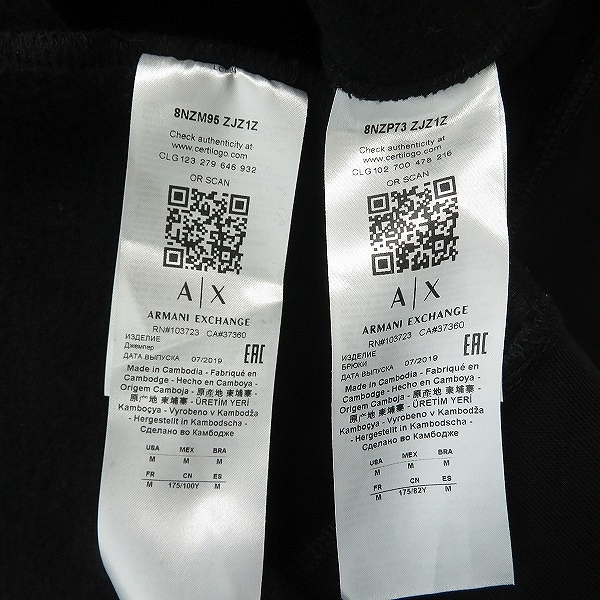 8NZM95 ZJZ1Z
Check authenticity at
www.certilogo.com
CLG 123 279 646 932
OR SCAN
A|X
ARMANI EXCHANGE
RN#103723 CA#37360
ИЗДЕЛИЕ
Джемпер
ДАТА ВЫПУСКА 07/2019
EAC
Made in Cambodia - Fabriqué en
Cambodge - Hecho en Camboya -
Origem Camboja - 原產地 柬埔寨 -
原产地 柬埔寨 - ÜRETİM YERİ
Kamboçya - Vyrobeno v Kambodža
- Hergestellt in Kambodscha -
Сделано во Камбодже
USA MEX BRA
M M M
FR CN ES
M 175/100Y M
8NZP73 ZJZ1Z
Check authenticity at
www.certilogo.com
CLG 102 700 478 216
OR SCAN
A|X
ARMANI EXCHANGE
RN#103723 CA#37360
ИЗДЕЛИЕ
БРЮКИ
ДАТА ВЫПУСКА 07/2019
EAC
Made in Cambodia - Fabriqué en
Cambodge - Hecho en Camboya -
Origem Camboja - 原產地 柬埔寨 -
原产地 柬埔寨 - ÜRETİM YERİ
Kamboçya - Vyrobeno v Kambodža
- Hergestellt in Kambodscha -
Сделано во Камбодже
USA MEX BRA
M M M
FR CN ES
M 175/82Y M